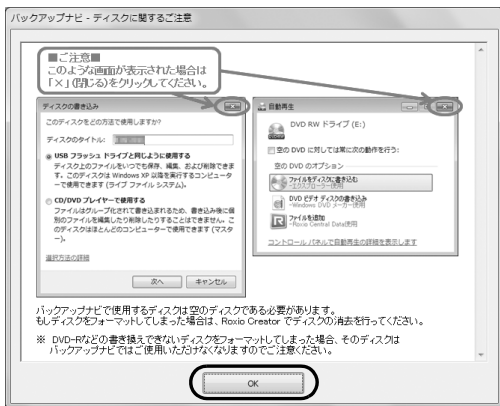 バックアップナビ - ディスクに関するご注意
■ご注意■
このような画面が表示された場合は
「×」(閉じる)をクリックしてください。
ディスクの書き込み
このディスクをどの方法で使用しますか?
ディスクのタイトル:
USB フラッシュ ドライブと同じように使用する
ディスク上のファイルをいつでも保存、編集、および削除できま
す。このディスクは Windows XP 以降を実行するコンピュータ
ーで使用できます (ライブ ファイル システム)。
CD/DVD プレイヤーで使用する
ファイルはグループ化されて書き込まれるため、書き込み後に個
別のファイルを編集したり削除したりすることはできません。こ
のディスクはほとんどのコンピューターで使用できます (マスタ
ー)。
選択方法の詳細
次へ
キャンセル
自動再生
DVD RW ドライブ (E:)
空の DVD に対しては常に次の動作を行う:
空の DVD のオプション
ファイルをディスクに書き込む
-エクスプローラー使用
DVD ビデオ ディスクの書き込み
-Windows DVD メーカー使用
ファイルを追加
-Roxio Central Data使用
コントロール パネルで自動再生の詳細を表示します
バックアップナビで使用するディスクは空のディスクである必要があります。
もしディスクをフォーマットしてしまった場合は、Roxio Creator でディスクの消去を行ってください。
※ DVD-Rなどの書き換えできないディスクをフォーマットしてしまった場合、そのディスクは
バックアップナビではご使用いただけなくなりますのでご注意ください。
OK